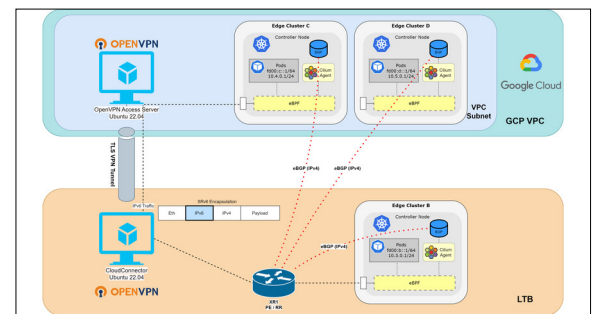 OPENVPN
OpenVPN Access Server
Ubuntu 22.04
Edge Cluster C
Controller Node
BGP
Pods
fd00:c::1/64
10.4.0.1/24
Cilium
Agent
eBPF
Edge Cluster D
Controller Node
BGP
Pods
fd00:d::1/64
10.5.0.1/24
Cilium
Agent
eBPF
VPC
Subnet
Google Cloud
GCP VPC
TLS VPN Tunnel
eBGP (IPv4)
eBGP (IPv4)
SRv6 Encapsulation
IPv6 Traffic
Eth
IPv6
IPv4
Payload
CloudConnector
Ubuntu 22.04
OPENVPN
eBGP (IPv4)
XR1
PE / RR
Edge Cluster B
Controller Node
BGP
Pods
fd00:b::1/64
10.3.0.1/24
Cilium
Agent
eBPF
LTB